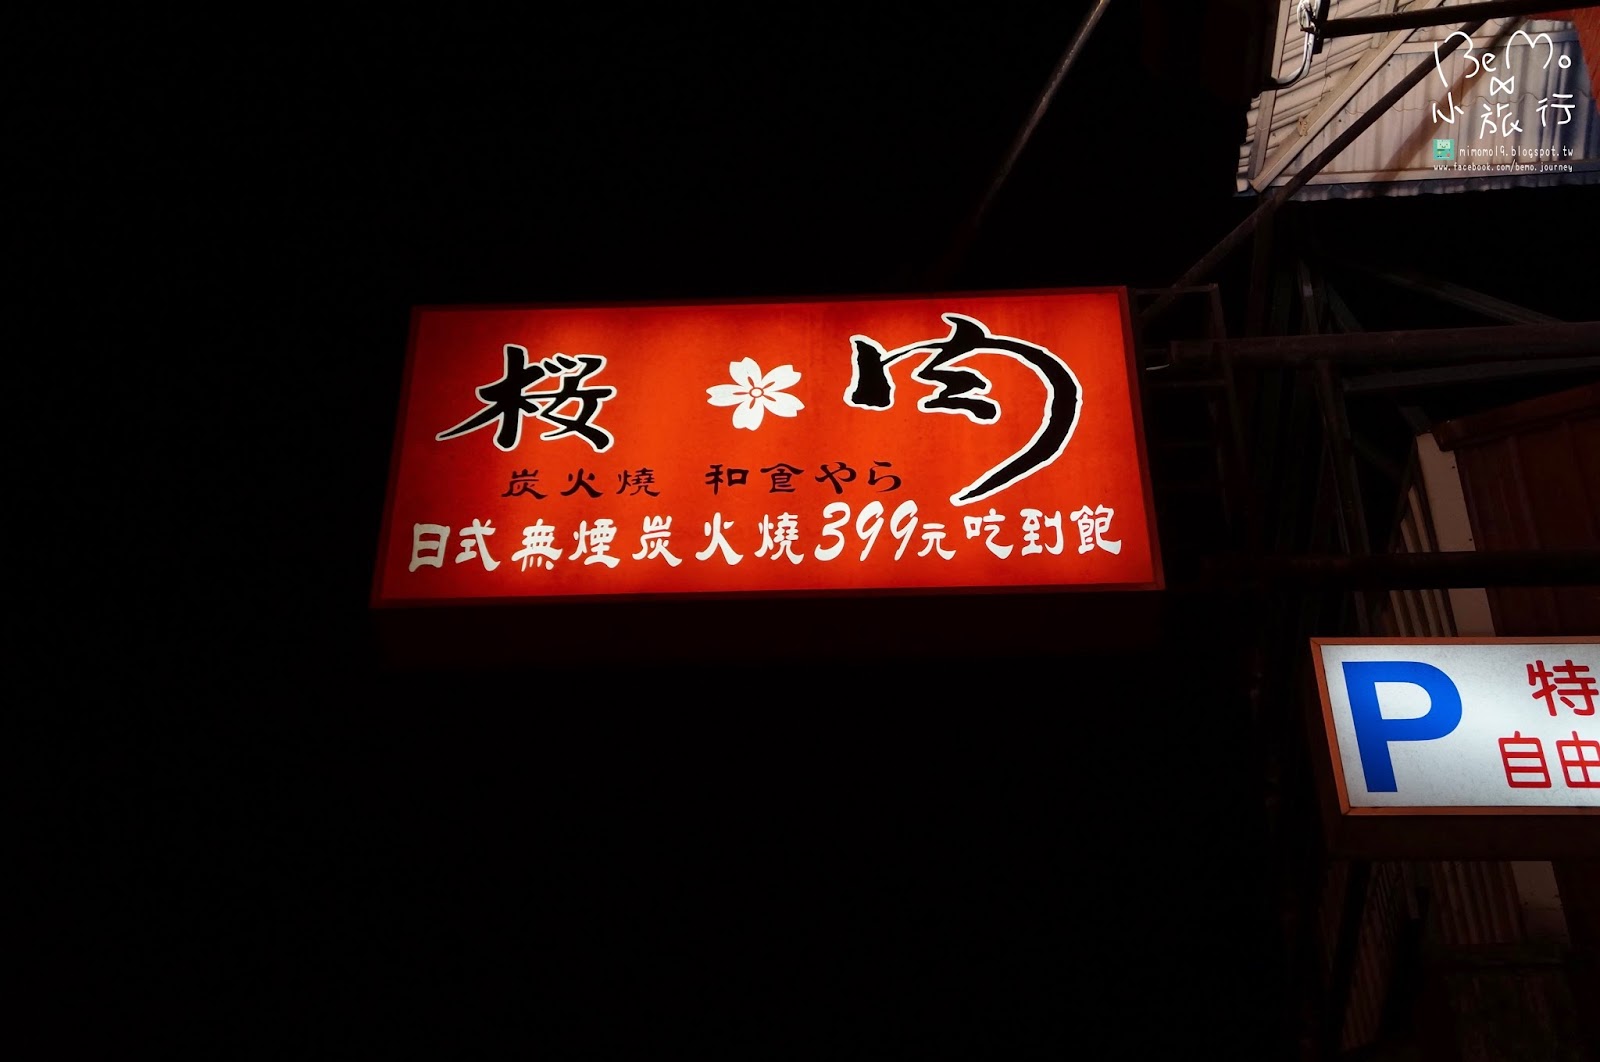 BeMo
小旅行
mimomo19.blogspot.tw
www.facebook.com/bemo.journey
桜肉
炭火燒 和食やら
日式無煙炭火燒399元吃到飽
P 特
自由